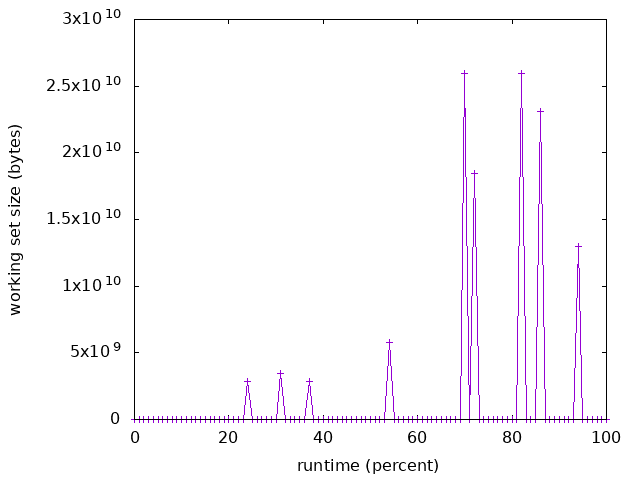 3x10^10
2.5x10^10
2x10^10
1.5x10^10
1x10^10
5x10^9
0
working set size (bytes)
0 20 40 60 80 100
runtime (percent)